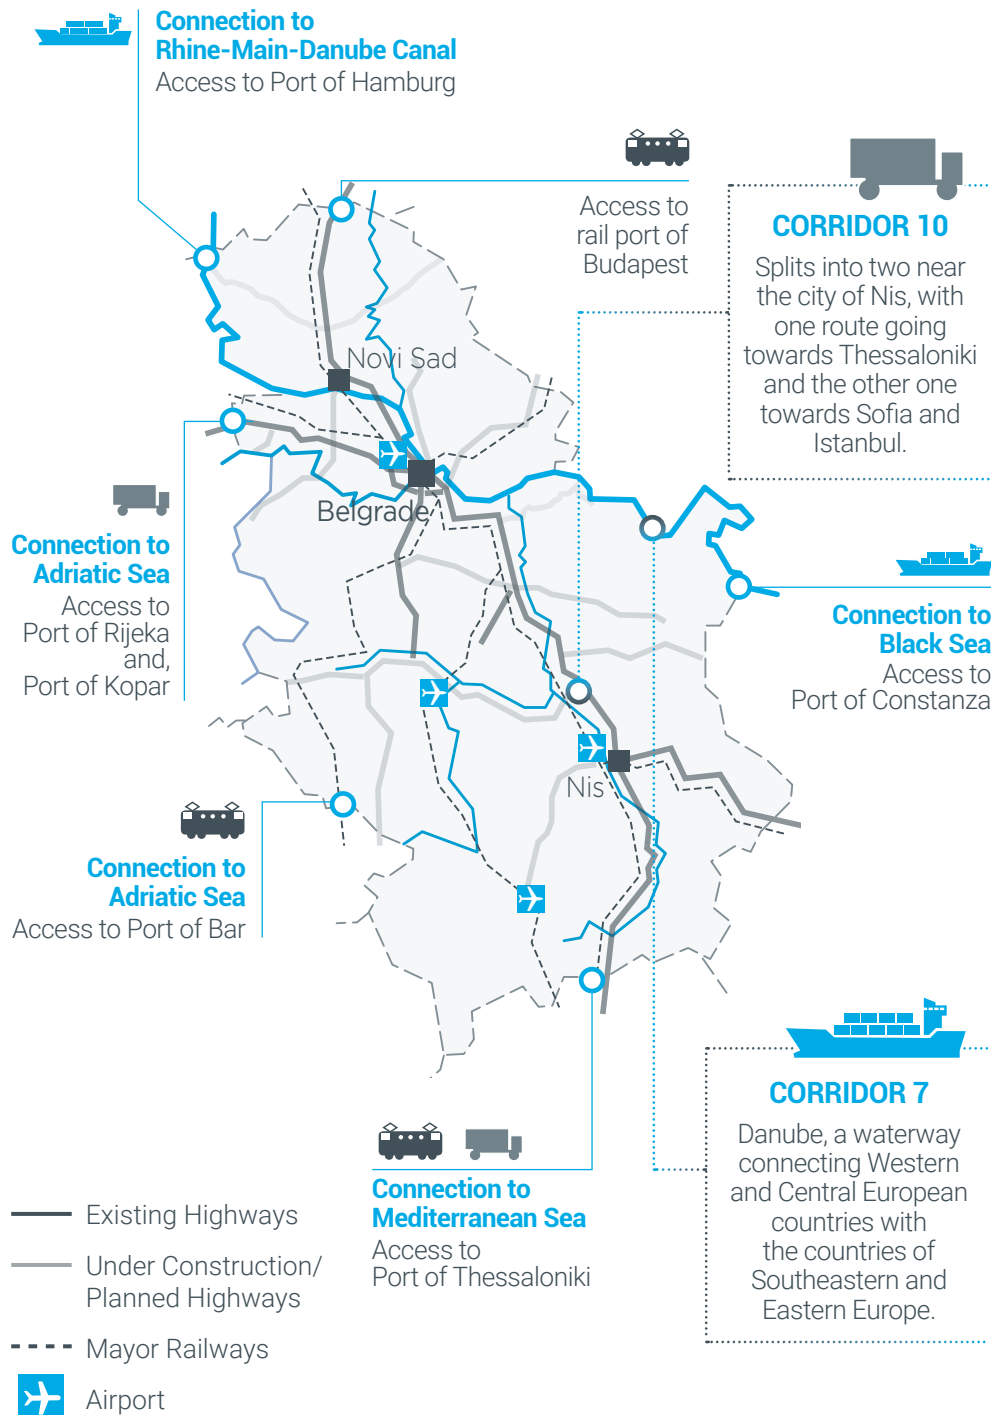 Connection to
Rhine-Main-Danube Canal
Access to Port of Hamburg
Access to
rail port of
Budapest
CORRIDOR 10
Splits into two near
the city of Nis, with
one route going
towards Thessaloniki
and the other one
towards Sofia and
Istanbul.
Novi Sad
Belgrade
Connection to
Adriatic Sea
Access to
Port of Rijeka
and,
Port of Kopar
Connection to
Black Sea
Access to
Port of Constanza
Nis
Connection to
Adriatic Sea
Access to Port of Bar
CORRIDOR 7
Danube, a waterway
connecting Western
and Central European
countries with
the countries of
Southeastern and
Eastern Europe.
Connection to
Mediterranean Sea
Access to
Port of Thessaloniki
Existing Highways
Under Construction/
Planned Highways
Mayor Railways
Airport